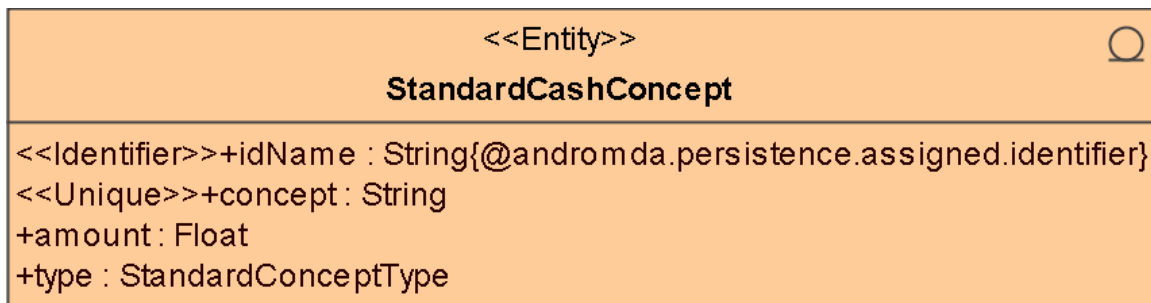 <<Entity>>
StandardCashConcept
<<Identifier>>+idName : String{@andromda.persistence.assigned.identifier}
<<Unique>>+concept : String
+amount : Float
+type : StandardConceptType